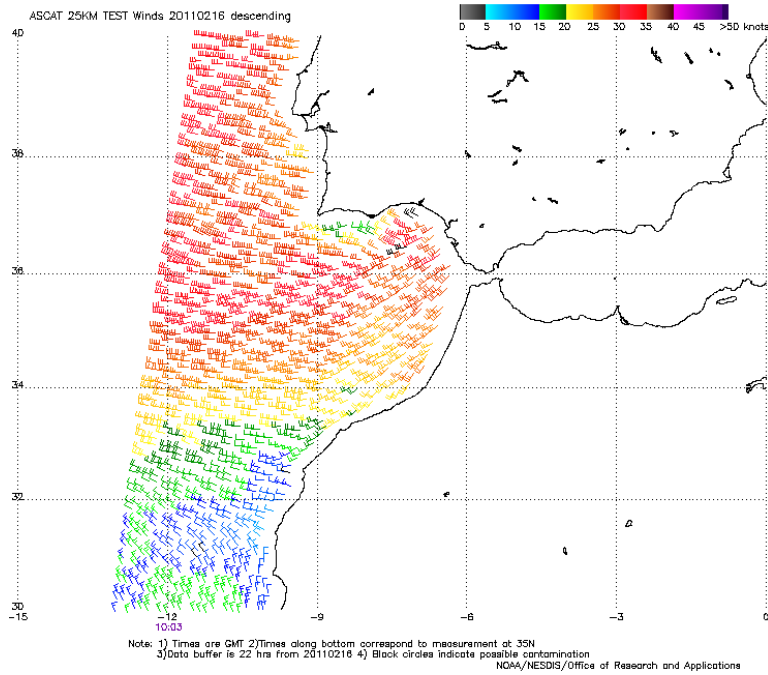 ASCAT 25KM TEST Winds 20110216 descending
0 5 10 15 20 25 30 35 40 45 >50 knots
40
38
36
34
32
30
-15 -12 -9 -6 -3 0
10:03
Note: 1) Times are GMT 2)Times along bottom correspond to measurement at 35N
3)Data buffer is 22 hrs from 20110216 4) Black circles indicate possible contamination
NOAA/NESDIS/Office of Research and Applications